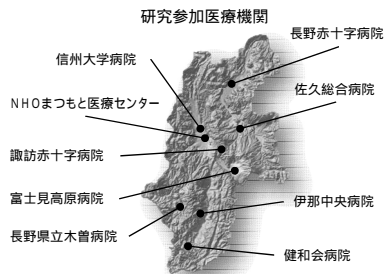 研究参加医療機関
長野赤十字病院
信州大学病院
佐久総合病院
NHOまつもと医療センター
諏訪赤十字病院
富士見高原病院
伊那中央病院
長野県立木曽病院
健和会病院